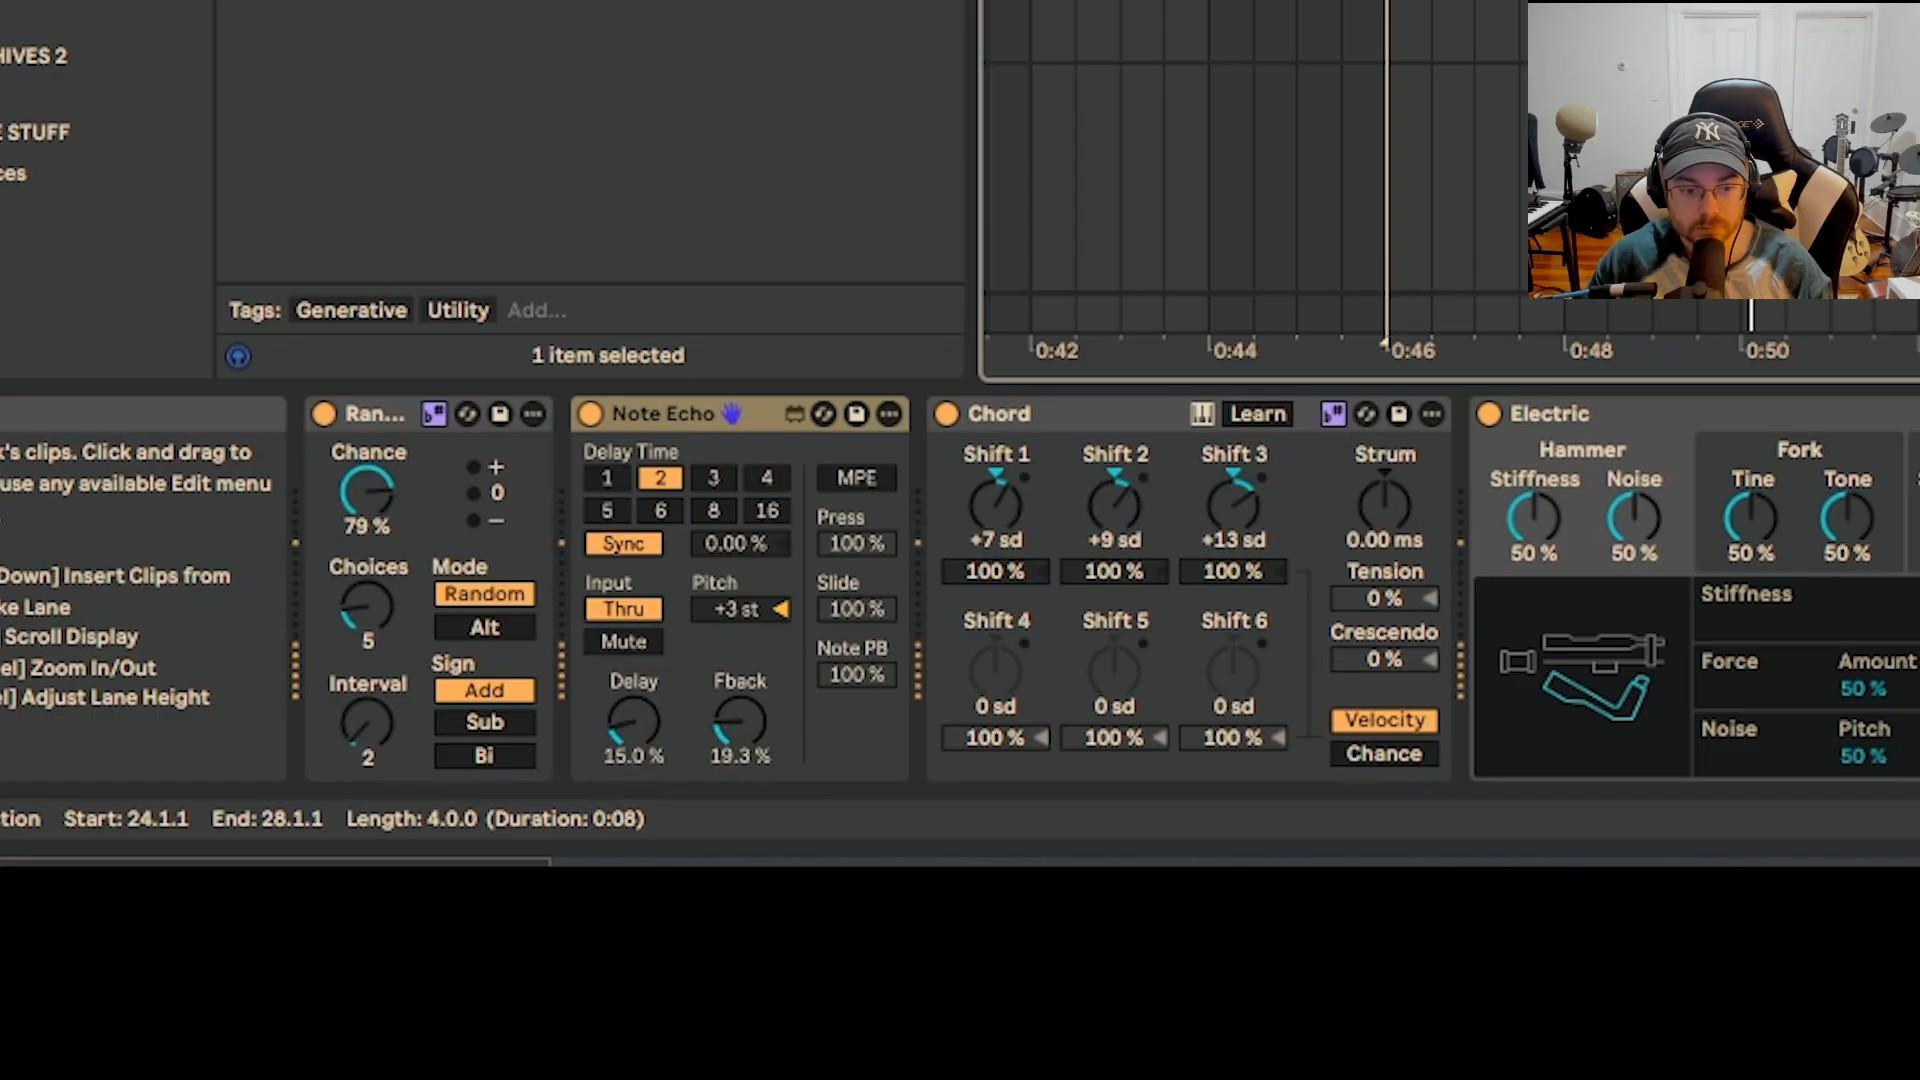 HIVES 2
E STUFF
ces
Tags: Generative Utility Add...
1 item selected
0:42 0:44 0:46 0:48 0:50
NY
k's clips. Click and drag to
use any available Edit menu
Down] Insert Clips from
ke Lane
] Scroll Display
el] Zoom In/Out
el] Adjust Lane Height
Ran...
Chance
79 %
+
0
−
Choices
5
Interval
2
Mode
Random
Alt
Sign
Add
Sub
Bi
Note Echo
Delay Time
1 2 3 4
5 6 8 16
Sync 0.00 %
Input Pitch
Thru +3 st
Mute
Delay Fback
15.0 % 19.3 %
MPE
Press
100 %
Slide
100 %
Note PB
100 %
Chord Learn
Shift 1 Shift 2 Shift 3
+7 sd +9 sd +13 sd
100 % 100 % 100 %
Shift 4 Shift 5 Shift 6
0 sd 0 sd 0 sd
100 % 100 % 100 %
Strum
0.00 ms
Tension
0 %
Crescendo
0 %
Velocity
Chance
Electric
Hammer Fork
Stiffness Noise Tine Tone
50 % 50 % 50 % 50 %
Stiffness
Force Amount
50 %
Noise Pitch
50 %
tion Start: 24.1.1 End: 28.1.1 Length: 4.0.0 (Duration: 0:08)